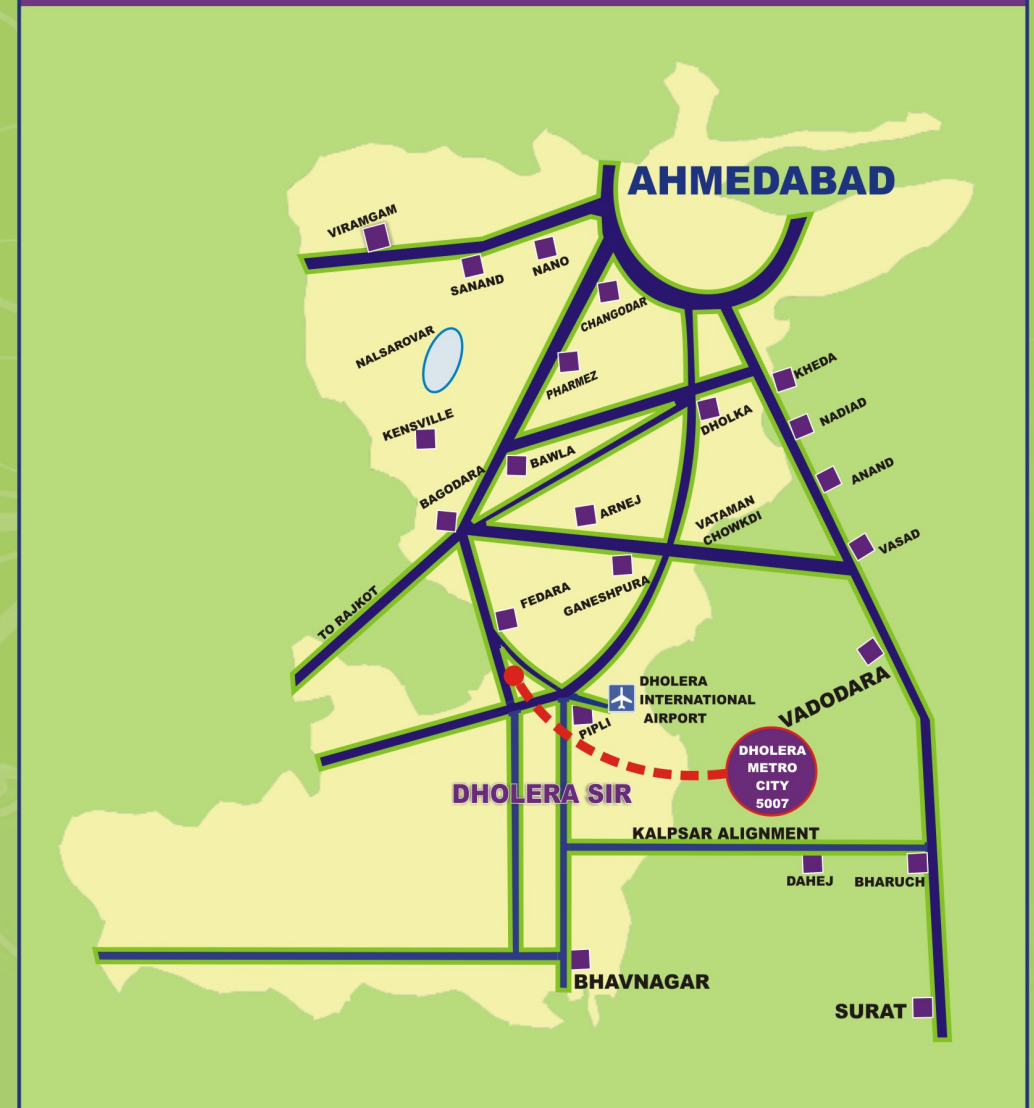 AHMEDABAD
VIRAMGAM
SANAND
NANO
CHANGODAR
NALSAROVAR
PHARMEZ
KHEDA
KENSVILLE
DHOLKA
NADIAD
BAWLA
BAGODARA
ANAND
ARNEJ
VATAMAN
CHOWKDI
VASAD
TO RAJKOT
FEDARA
GANESHPURA
DHOLERA
INTERNATIONAL
AIRPORT
PIPLI
VADODARA
DHOLERA
METRO
CITY
5007
DHOLERA SIR
KALPSAR ALIGNMENT
DAHEJ
BHARUCH
BHAVNAGAR
SURAT